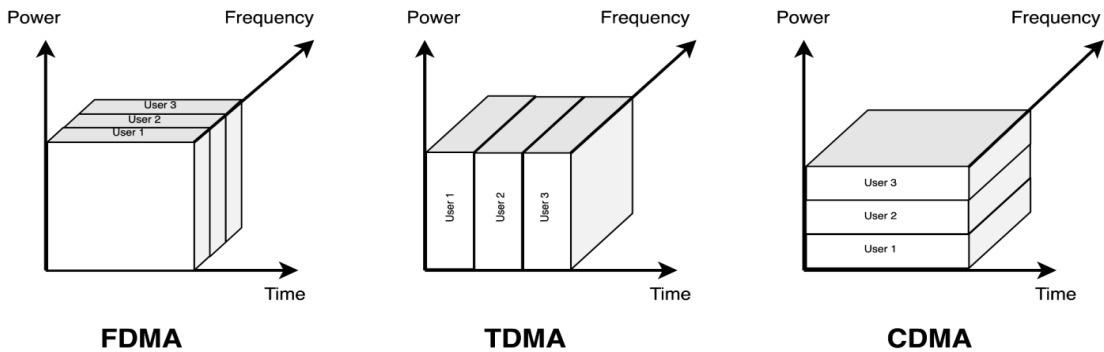 Power
Frequency
User 3
User 2
User 1
Time
FDMA
Power
Frequency
User 1
User 2
User 3
Time
TDMA
Power
Frequency
User 3
User 2
User 1
Time
CDMA